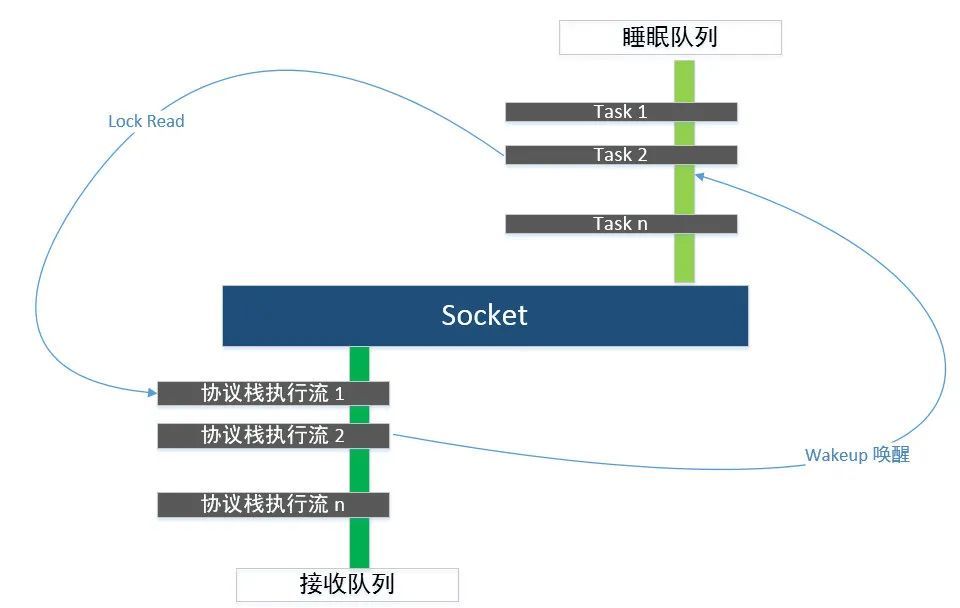 睡眠队列
Task 1
Lock Read
Task 2
Task n
Socket
协议栈执行流 1
协议栈执行流 2
Wakeup 唤醒
协议栈执行流 n
接收队列